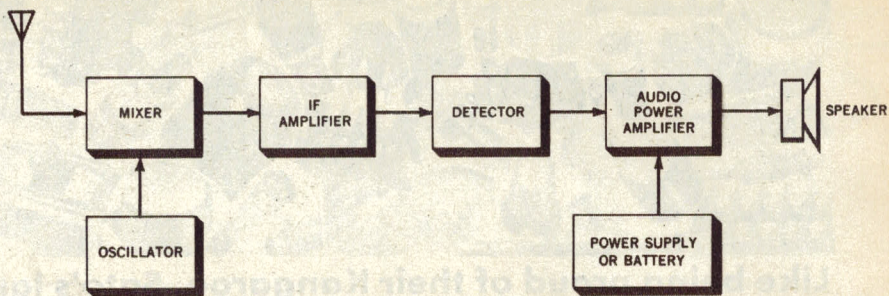 MIXER
IF
AMPLIFIER
DETECTOR
AUDIO
POWER
AMPLIFIER
SPEAKER
OSCILLATOR
POWER SUPPLY
OR BATTERY